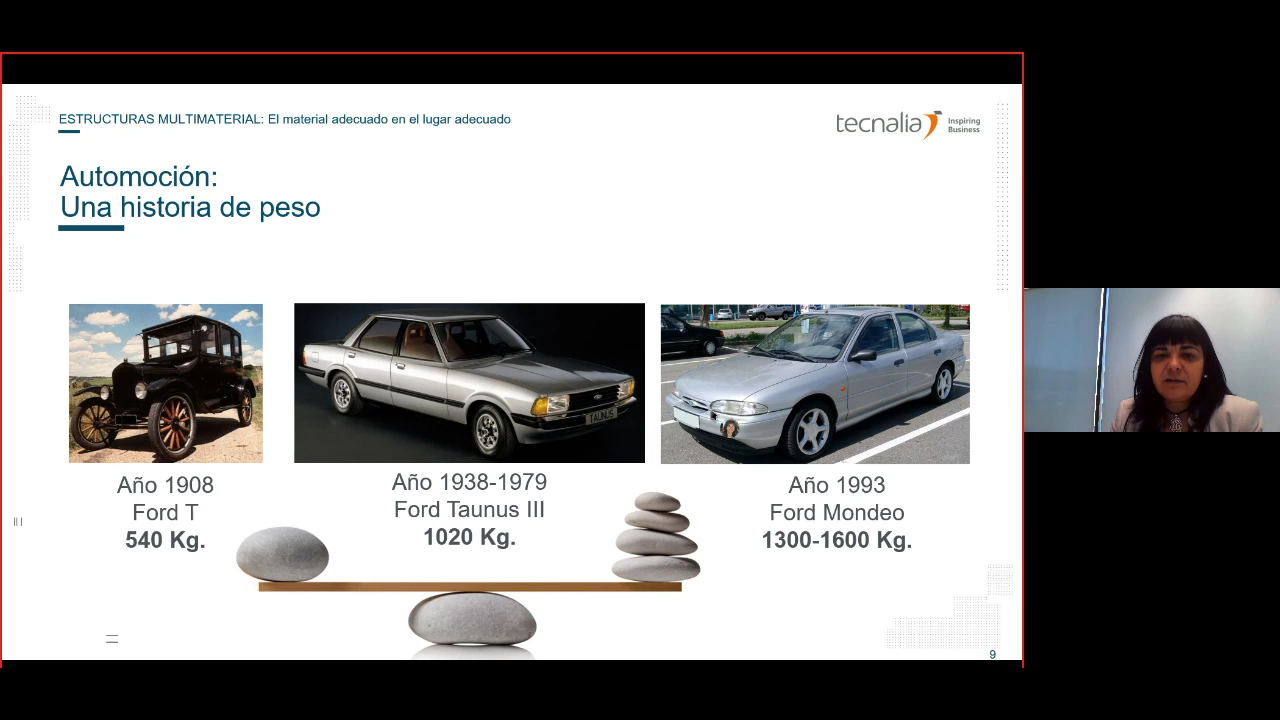 ESTRUCTURAS MULTIMATERIAL: El material adecuado en el lugar adecuado
tecnalia Inspiring
Business
Automoción:
Una historia de peso
TAUNUS
Año 1908
Ford T
540 Kg.
Año 1938-1979
Ford Taunus III
1020 Kg.
Año 1993
Ford Mondeo
1300-1600 Kg.
9